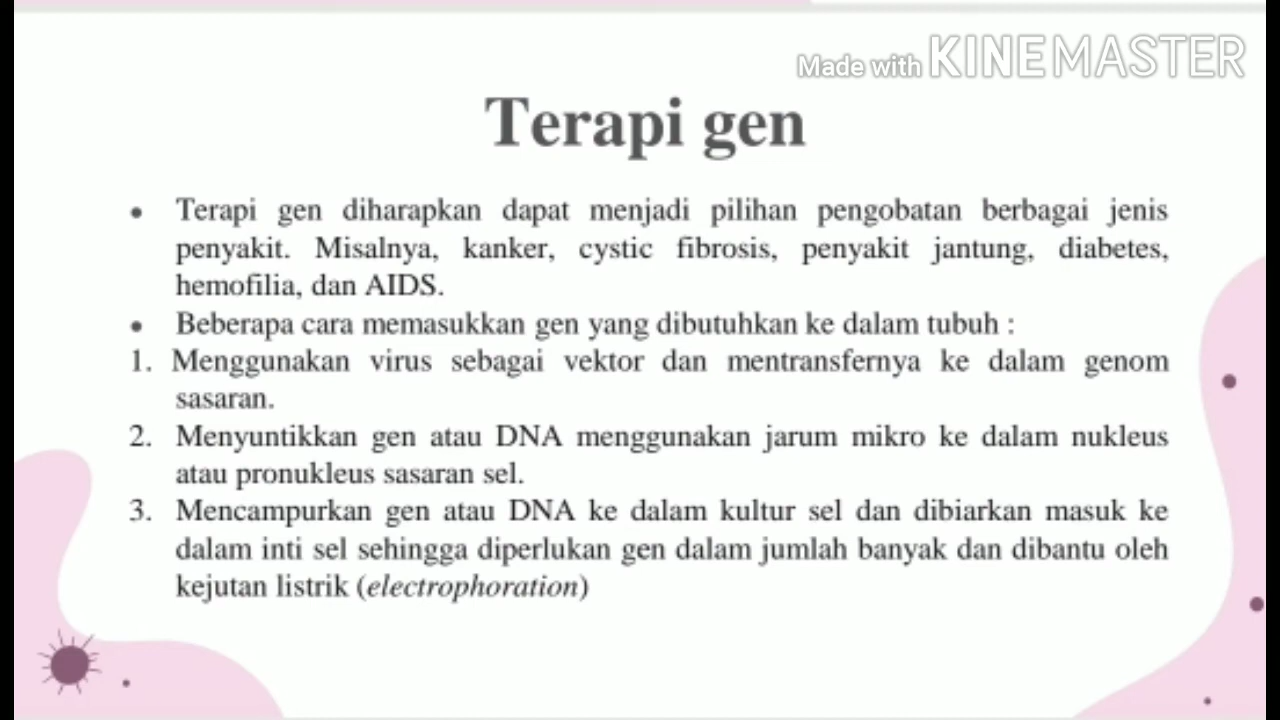 Made with KINEMASTER
Terapi gen
• Terapi gen diharapkan dapat menjadi pilihan pengobatan berbagai jenis
penyakit. Misalnya, kanker, cystic fibrosis, penyakit jantung, diabetes,
hemofilia, dan AIDS.
• Beberapa cara memasukkan gen yang dibutuhkan ke dalam tubuh :
1. Menggunakan virus sebagai vektor dan mentransfernya ke dalam genom
sasaran.
2. Menyuntikkan gen atau DNA menggunakan jarum mikro ke dalam nukleus
atau pronukleus sasaran sel.
3. Mencampurkan gen atau DNA ke dalam kultur sel dan dibiarkan masuk ke
dalam inti sel sehingga diperlukan gen dalam jumlah banyak dan dibantu oleh
kejutan listrik (electrophoration)